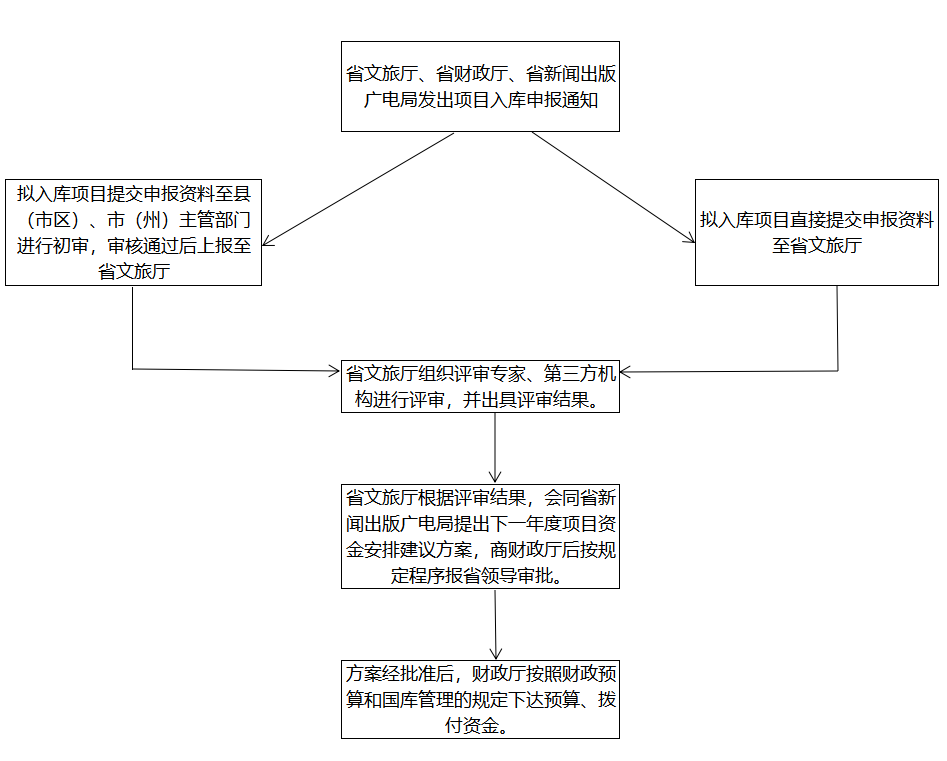 省文旅厅、省财政厅、省新闻出版
广电局发出项目入库申报通知
拟入库项目提交申报资料至县
（市区）、市（州）主管部门
进行初审，审核通过后上报至
省文旅厅
拟入库项目直接提交申报资料
至省文旅厅
省文旅厅组织评审专家、第三方机
构进行评审，并出具评审结果。
省文旅厅根据评审结果，会同省新
闻出版广电局提出下一年度项目资
金安排建议方案，商财政厅后按规
定程序报省领导审批。
方案经批准后，财政厅按照财政预
算和国库管理的规定下达预算、拨
付资金。